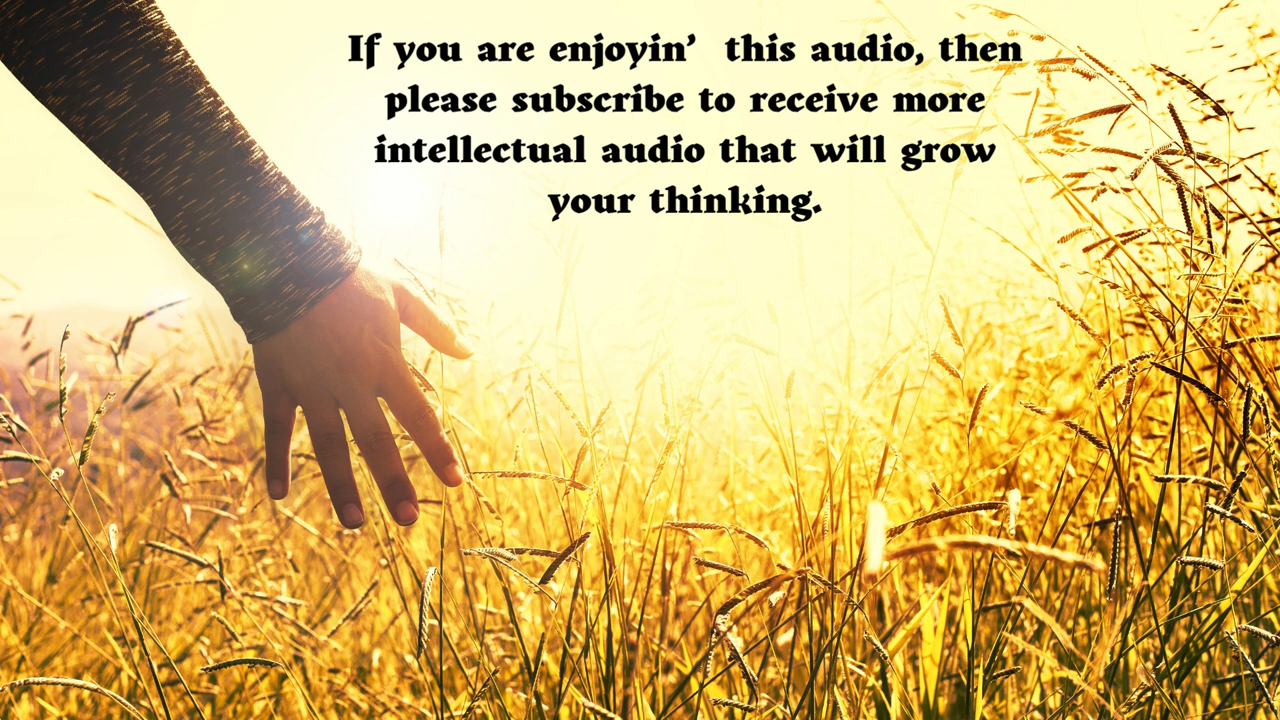 If you are enjoyin’  this audio, then
please subscribe to receive more
intellectual audio that will grow
your thinking.